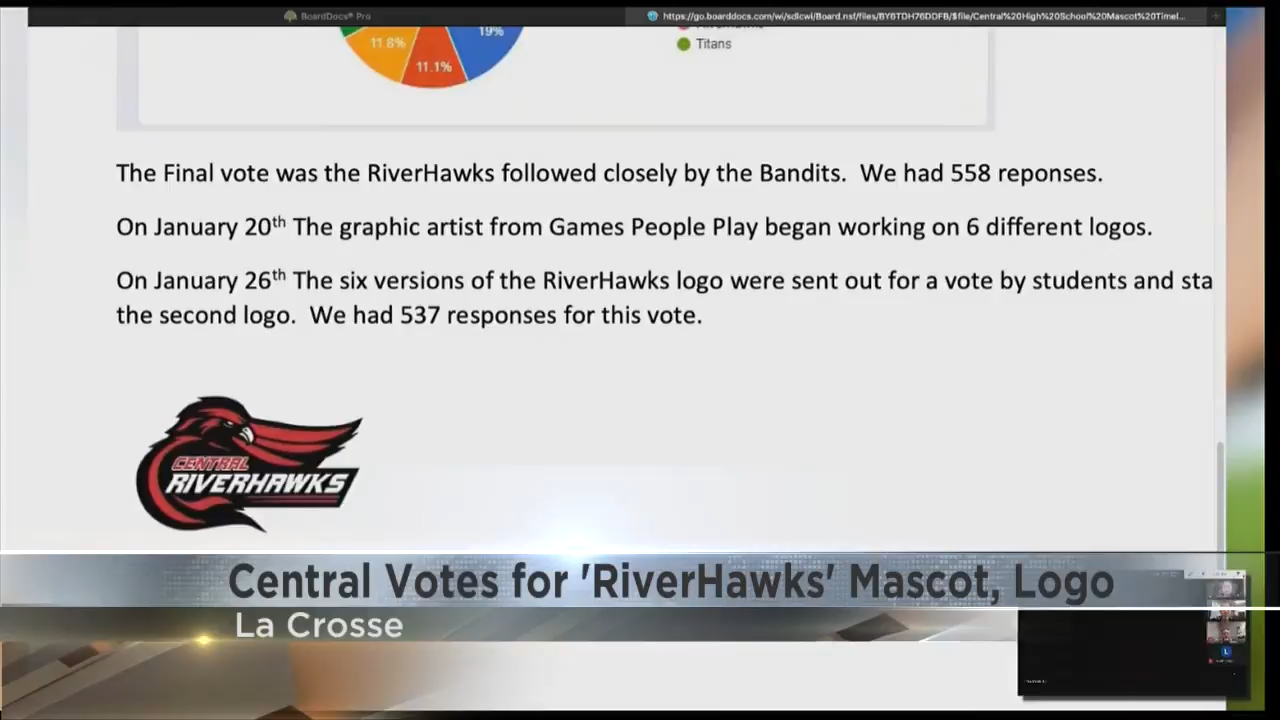 BoardDocs® Pro
https://go.boarddocs.com/wi/sdlcwi/Board.nsf/files/BY6TDH76DDFB/$file/Central%20High%20School%20Mascot%20Timel...
11.8%
11.1%
19%
Titans
The Final vote was the RiverHawks followed closely by the Bandits. We had 558 reponses.
On January 20th The graphic artist from Games People Play began working on 6 different logos.
On January 26th The six versions of the RiverHawks logo were sent out for a vote by students and sta
the second logo. We had 537 responses for this vote.
CENTRAL
RIVERHAWKS
Central Votes for 'RiverHawks' Mascot, Logo
La Crosse
L